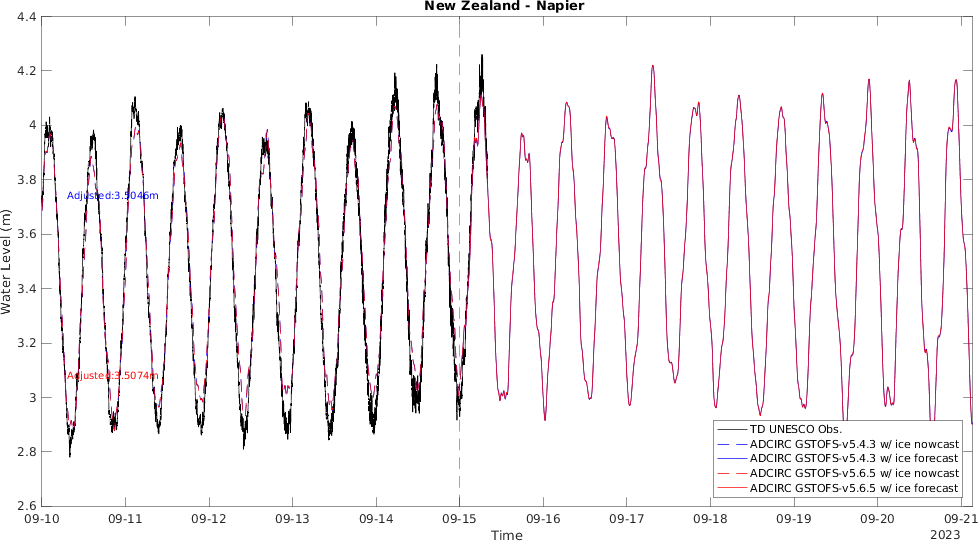 New Zealand - Napier
4.4
4.2
4
3.8
3.6
3.4
3.2
3
2.8
2.6
Water Level (m)
Adjusted:3.5046m
Adjusted:3.5074m
TD UNESCO Obs.
ADCIRC GSTOFS-v5.4.3 w/ ice nowcast
ADCIRC GSTOFS-v5.4.3 w/ ice forecast
ADCIRC GSTOFS-v5.6.5 w/ ice nowcast
ADCIRC GSTOFS-v5.6.5 w/ ice forecast
09-10 09-11 09-12 09-13 09-14 09-15 09-16 09-17 09-18 09-19 09-20 09-21
Time
2023